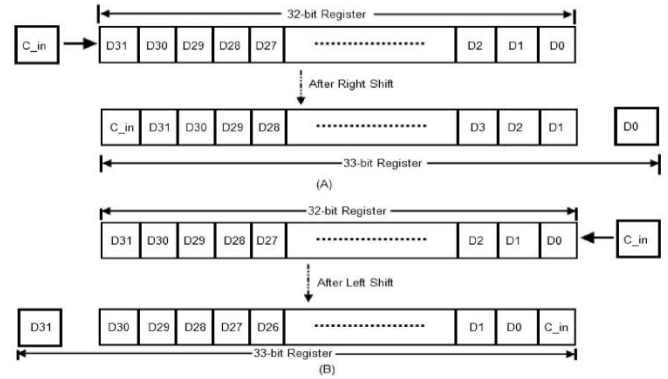 32-bit Register
C_in D31 D30 D29 D28 D27 D2 D1 D0
After Right Shift
C_in D31 D30 D29 D28 D3 D2 D1 D0
33-bit Register
(A)
32-bit Register
D31 D30 D29 D28 D27 D2 D1 D0 C_in
After Left Shift
D31 D30 D29 D28 D27 D26 D1 D0 C_in
33-bit Register
(B)